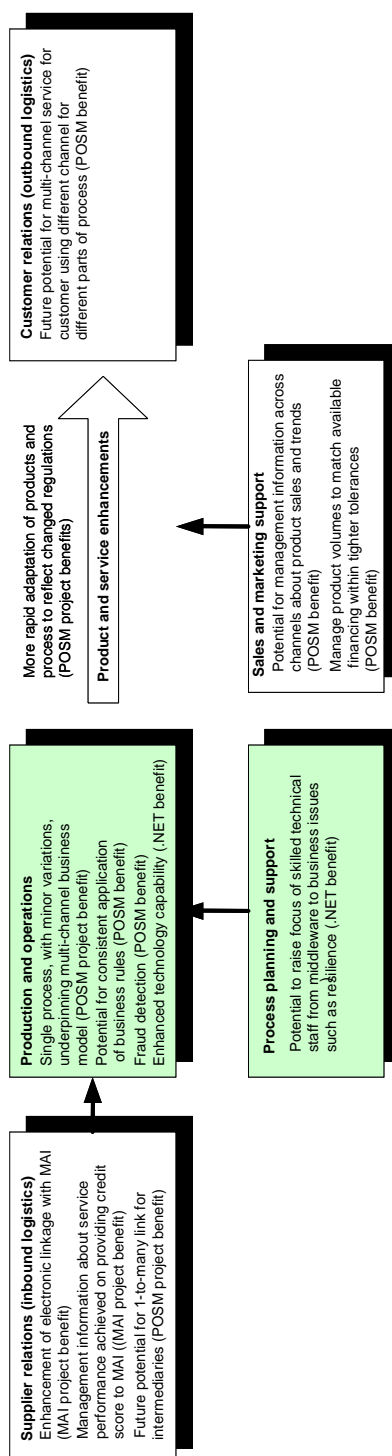 Supplier relations (inbound logistics)
Enhancement of electronic linkage with MAI
(MAI project benefit)
Management information about service
performance achieved on providing credit
score to MAI ((MAI project benefit)
Future potential for 1-to-many link for
intermediaries (POSM project benefit)
Production and operations
Single process, with minor variations,
underpinning multi-channel business
model (POSM project benefit)
Potential for consistent application
of business rules (POSM benefit)
Fraud detection (POSM benefit)
Enhanced technology capability (.NET benefit)
More rapid adaptation of products and
process to reflect changed regulations
(POSM project benefits)
Product and service enhancements
Customer relations (outbound logistics)
Future potential for multi-channel service for
customer using different channel for
different parts of process (POSM benefit)
Process planning and support
Potential to raise focus of skilled technical
staff from middleware to business issues
such as resilience (.NET benefit)
Sales and marketing support
Potential for management information across
channels about product sales and trends
(POSM benefit)
Manage product volumes to match available
financing within tighter tolerances
(POSM benefit)